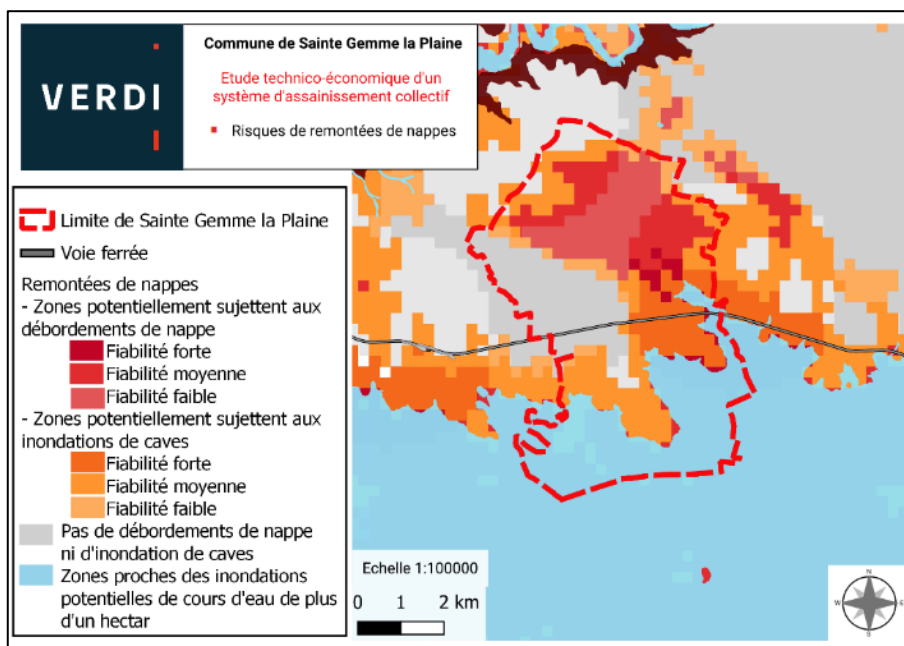 VERDI
Commune de Sainte Gemme la Plaine
Etude technico-économique d'un
système d'assainissement collectif
▪ Risques de remontées de nappes
Limite de Sainte Gemme la Plaine
Voie ferrée
Remontées de nappes
- Zones potentiellement sujettent aux
débordements de nappe
Fiabilité forte
Fiabilité moyenne
Fiabilité faible
- Zones potentiellement sujettent aux
inondations de caves
Fiabilité forte
Fiabilité moyenne
Fiabilité faible
Pas de débordements de nappe
ni d'inondation de caves
Zones proches des inondations
potentielles de cours d'eau de plus
d'un hectar
Echelle 1:100000
0 1 2 km
N
W E
S